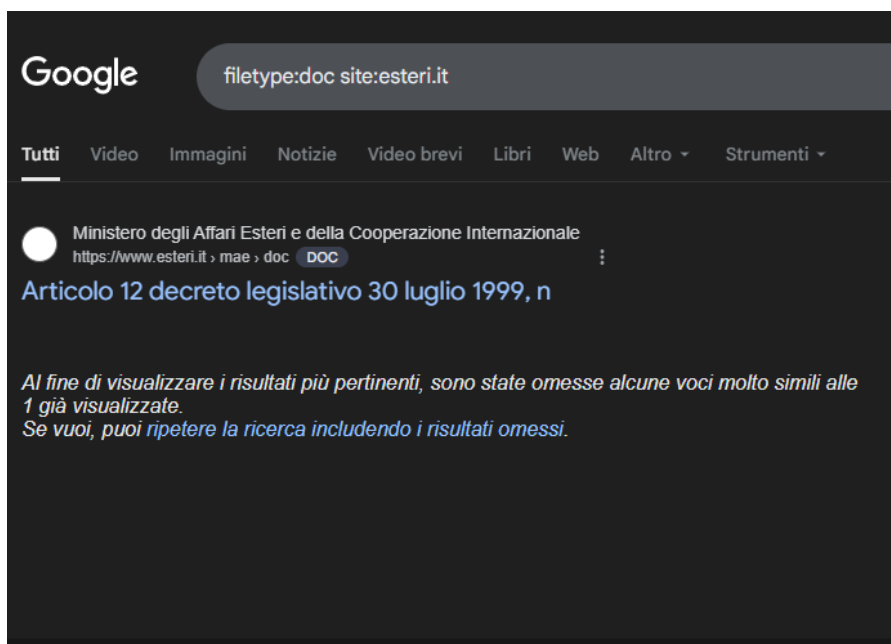 Google
filetype:doc site:esteri.it
Tutti Video Immagini Notizie Video brevi Libri Web Altro Strumenti
Ministero degli Affari Esteri e della Cooperazione Internazionale
https://www.esteri.it › mae › doc DOC
Articolo 12 decreto legislativo 30 luglio 1999, n
Al fine di visualizzare i risultati più pertinenti, sono state omesse alcune voci molto simili alle
1 già visualizzate.
Se vuoi, puoi ripetere la ricerca includendo i risultati omessi.